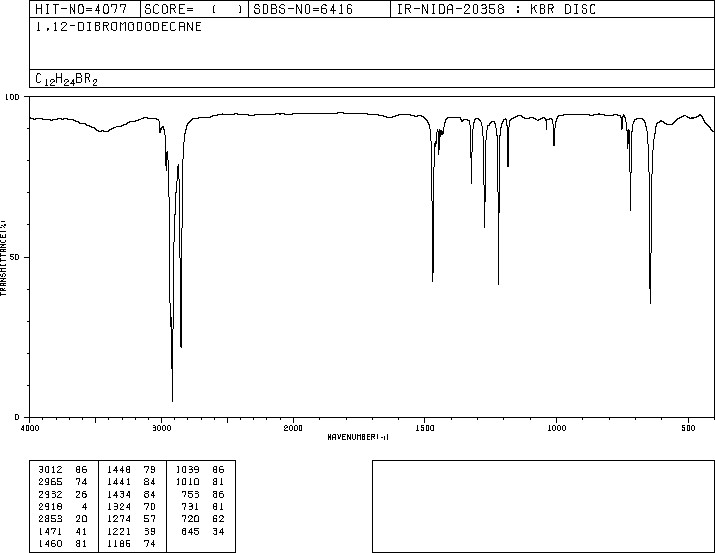 HIT-NO=4077 SCORE= ( ) SDBS-NO=6416 IR-NIDA-20358 : KBR DISC
1,12-DIBROMODODECANE
C12H24BR2
100
50
0
TRANSMITTANCE(%)
4000 3000 2000 1500 1000 500
WAVENUMBER(-1)
3012 86 1448 79 1039 86
2965 74 1441 84 1010 81
2932 26 1434 84 753 86
2918 4 1324 70 731 81
2853 20 1274 57 720 62
1471 41 1221 39 645 34
1460 81 1186 74